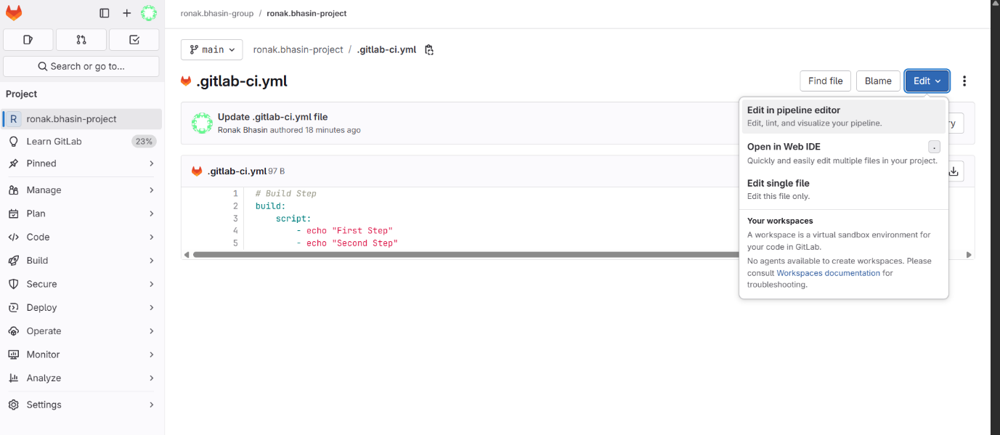 ronak.bhasin-group / ronak.bhasin-project
Search or go to...
Project
R ronak.bhasin-project
Learn GitLab 23%
Pinned
Manage
Plan
Code
Build
Secure
Deploy
Operate
Monitor
Analyze
Settings
main ronak.bhasin-project / .gitlab-ci.yml
.gitlab-ci.yml
Find file Blame Edit
Update .gitlab-ci.yml file
Ronak Bhasin authored 18 minutes ago
.gitlab-ci.yml 97 B
1 # Build Step
2 build:
3 script:
4 - echo "First Step"
5 - echo "Second Step"
Edit in pipeline editor
Edit, lint, and visualize your pipeline.
Open in Web IDE .
Quickly and easily edit multiple files in your project.
Edit single file
Edit this file only.
Your workspaces
A workspace is a virtual sandbox environment for
your code in GitLab.
No agents available to create workspaces. Please
consult Workspaces documentation for
troubleshooting.